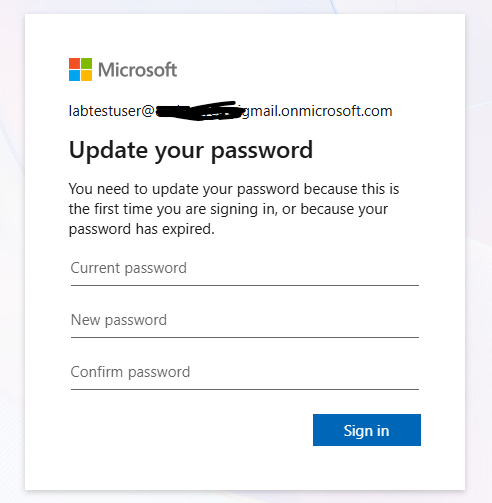 Microsoft
labtestuser@gmail.onmicrosoft.com
Update your password
You need to update your password because this is
the first time you are signing in, or because your
password has expired.
Current password
New password
Confirm password
Sign in